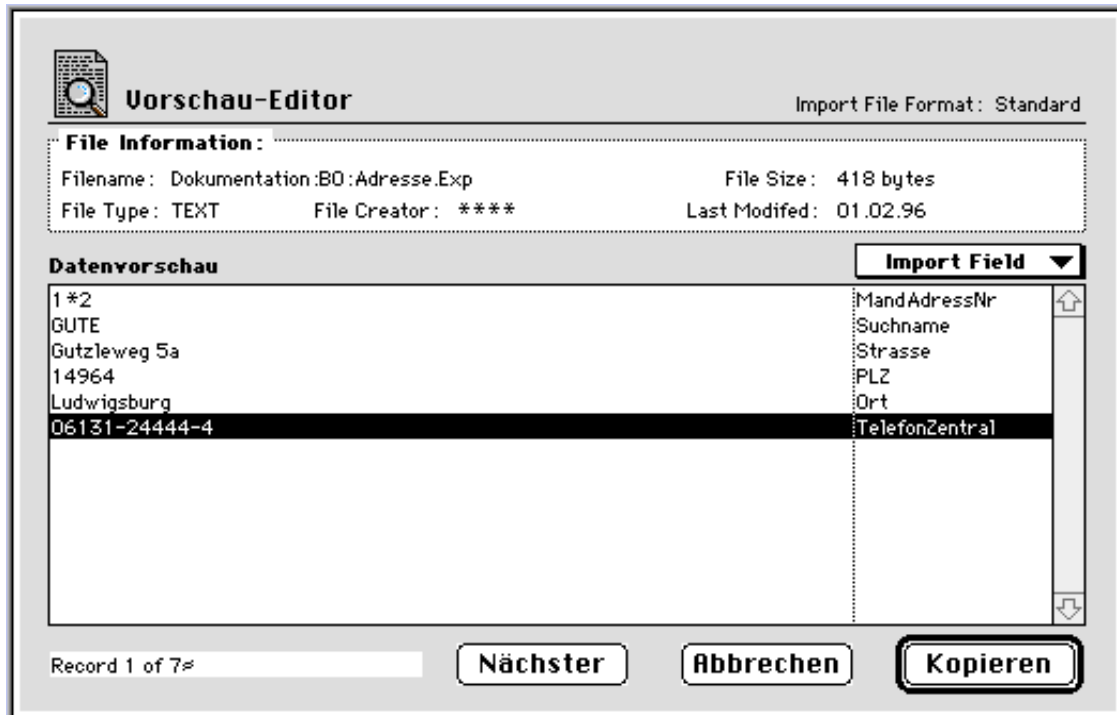 Vorschau-Editor
Import File Format: Standard
File Information:
Filename: Dokumentation:BO:Adresse.Exp File Size: 418 bytes
File Type: TEXT File Creator: **** Last Modifed: 01.02.96
Datenvorschau Import Field
1*2 MandAdressNr
GUTE Suchname
Gutzleweg 5a Strasse
14964 PLZ
Ludwigsburg Ort
06131-24444-4 TelefonZentral
Record 1 of 7≠ Nächster Abbrechen Kopieren